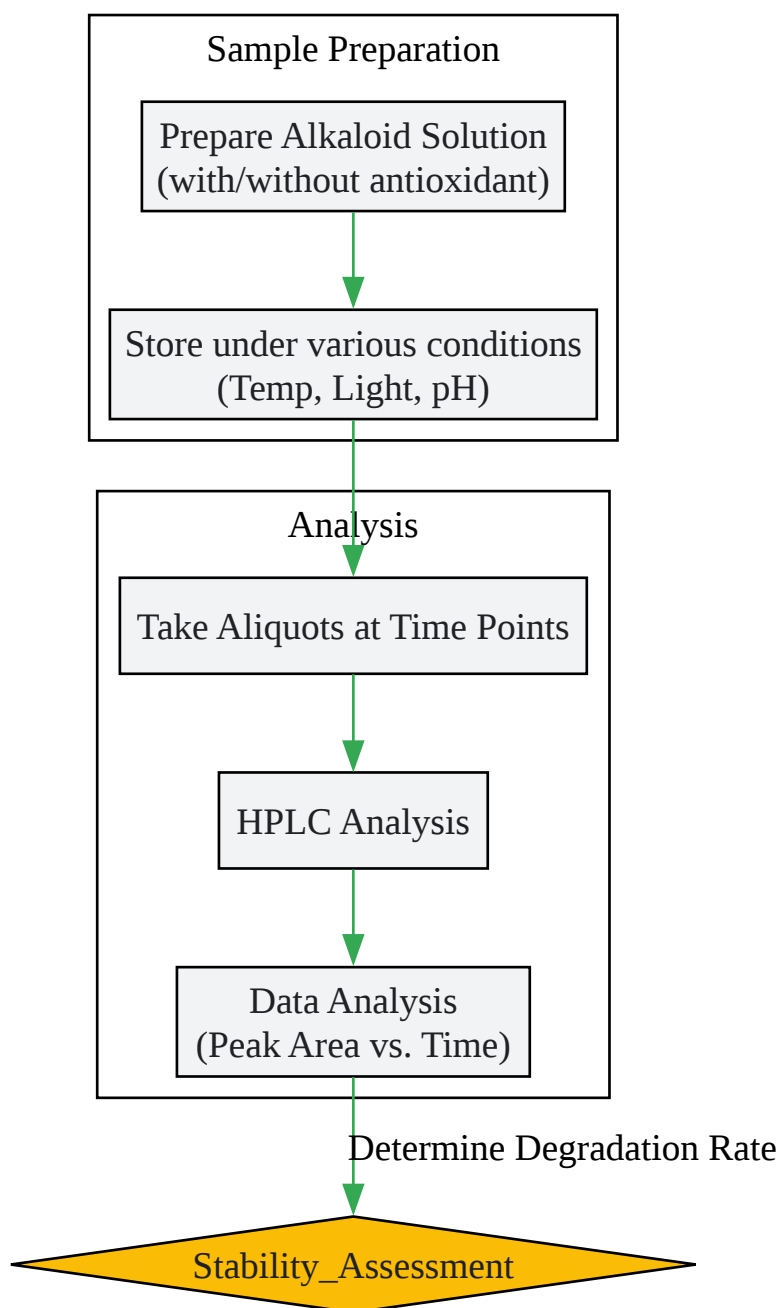 Sample Preparation
Prepare Alkaloid Solution
(with/without antioxidant)
Store under various conditions
(Temp, Light, pH)
Analysis
Take Aliquots at Time Points
HPLC Analysis
Data Analysis
(Peak Area vs. Time)
Determine Degradation Rate
Stability_Assessment